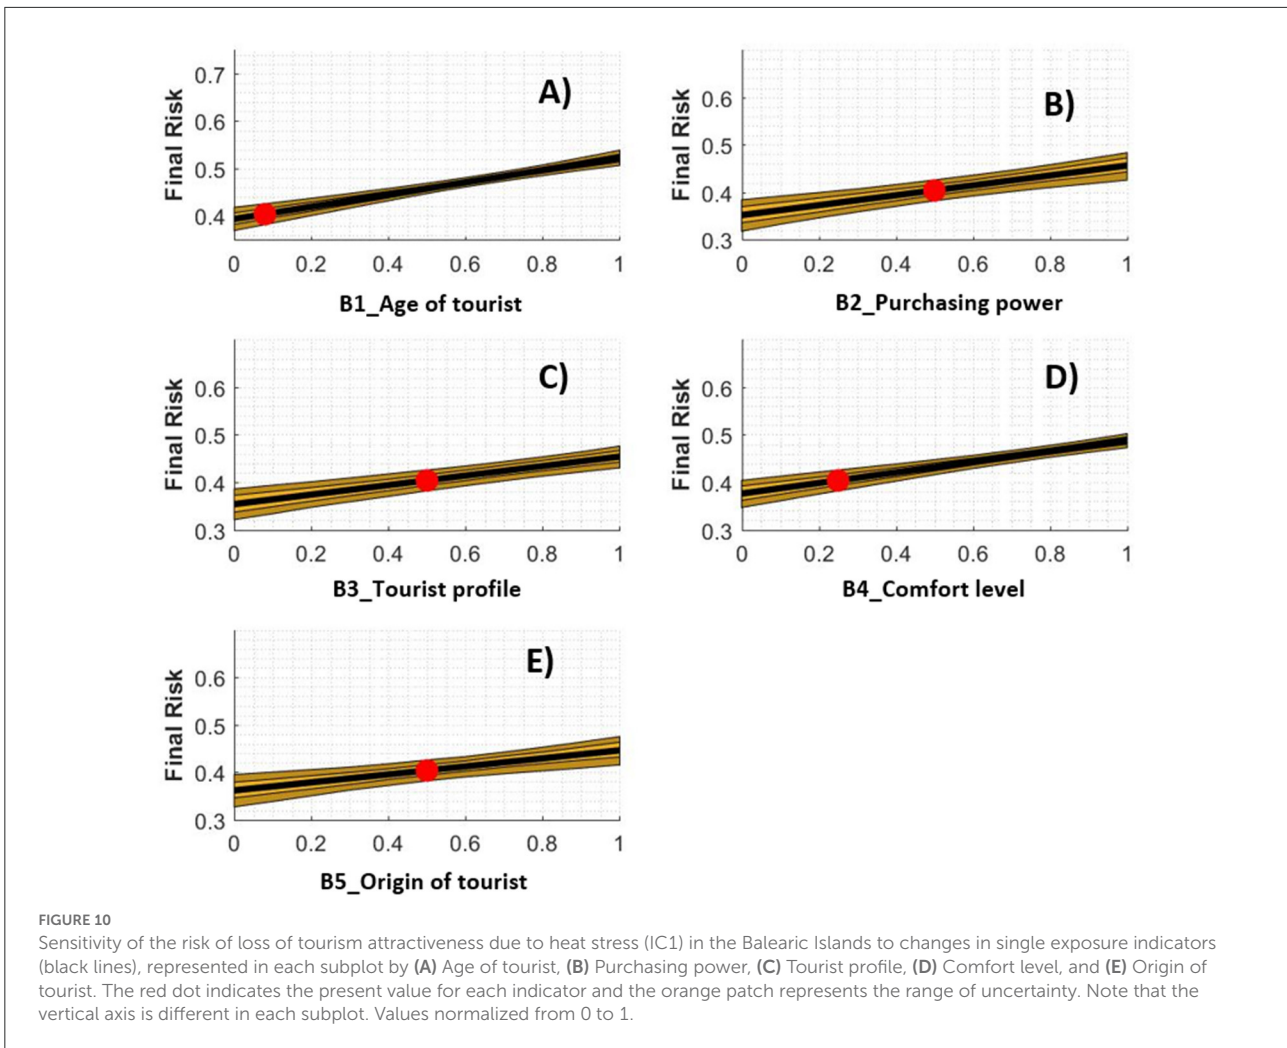 A)
Final Risk
0.7
0.6
0.5
0.4
0 0.2 0.4 0.6 0.8 1
B1_Age of tourist
B)
Final Risk
0.6
0.5
0.4
0.3
0 0.2 0.4 0.6 0.8 1
B2_Purchasing power
C)
Final Risk
0.6
0.5
0.4
0.3
0 0.2 0.4 0.6 0.8 1
B3_Tourist profile
D)
Final Risk
0.6
0.5
0.4
0.3
0 0.2 0.4 0.6 0.8 1
B4_Comfort level
E)
Final Risk
0.6
0.5
0.4
0.3
0 0.2 0.4 0.6 0.8 1
B5_Origin of tourist
FIGURE 10
Sensitivity of the risk of loss of tourism attractiveness due to heat stress (IC1) in the Balearic Islands to changes in single exposure indicators
(black lines), represented in each subplot by (A) Age of tourist, (B) Purchasing power, (C) Tourist profile, (D) Comfort level, and (E) Origin of
tourist. The red dot indicates the present value for each indicator and the orange patch represents the range of uncertainty. Note that the
vertical axis is different in each subplot. Values normalized from 0 to 1.